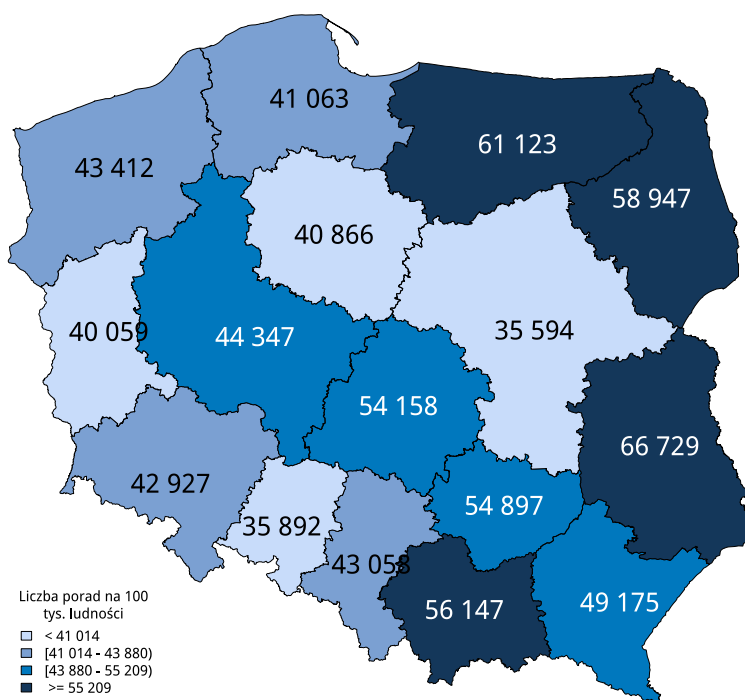 41 063
61 123
43 412
58 947
40 866
40 059
44 347
35 594
54 158
66 729
42 927
54 897
35 892
43 058
56 147
49 175
Liczba porad na 100
tys. ludności
< 41 014
[41 014 - 43 880)
[43 880 - 55 209)
>= 55 209